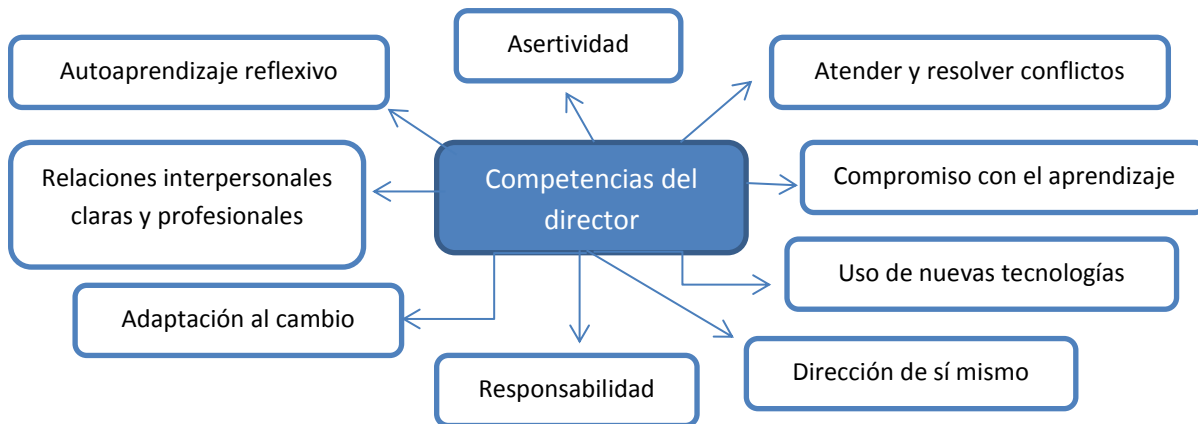 Asertividad
Autoaprendizaje reflexivo
Atender y resolver conflictos
Relaciones interpersonales
claras y profesionales
Competencias del
director
Compromiso con el aprendizaje
Uso de nuevas tecnologías
Adaptación al cambio
Responsabilidad
Dirección de sí mismo